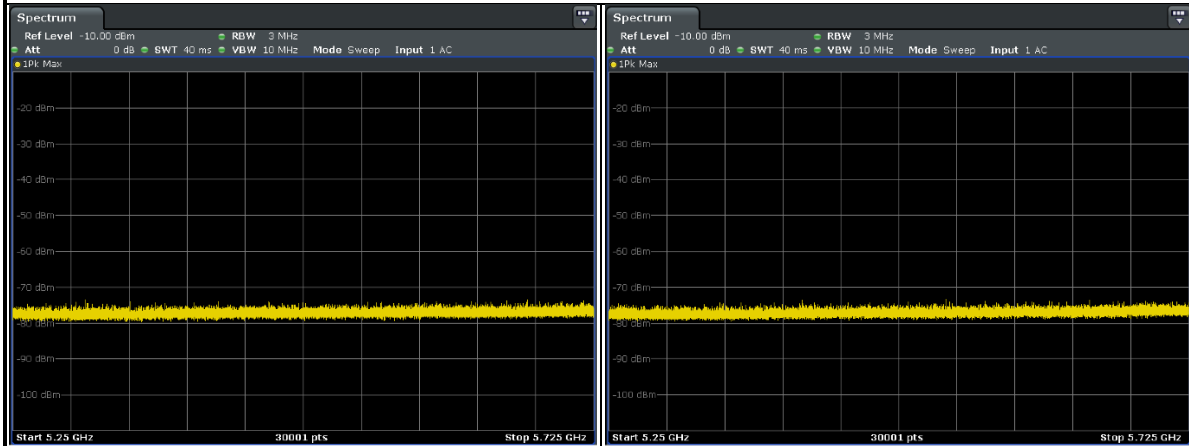 Spectrum
Ref Level -10.00 dBm RBW 3 MHz
Att 0 dB SWT 40 ms VBW 10 MHz Mode Sweep Input 1 AC
1Pk Max
-20 dBm
-30 dBm
-40 dBm
-50 dBm
-60 dBm
-70 dBm
-80 dBm
-90 dBm
-100 dBm
Start 5.25 GHz 30001 pts Stop 5.725 GHz
Spectrum
Ref Level -10.00 dBm RBW 3 MHz
Att 0 dB SWT 40 ms VBW 10 MHz Mode Sweep Input 1 AC
1Pk Max
-20 dBm
-30 dBm
-40 dBm
-50 dBm
-60 dBm
-70 dBm
-80 dBm
-90 dBm
-100 dBm
Start 5.25 GHz 30001 pts Stop 5.725 GHz